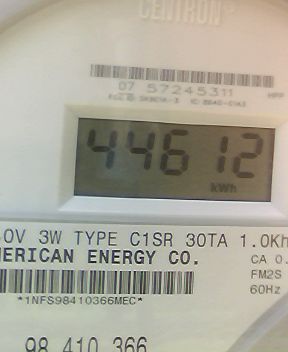 CENTRON
07 57245311
44612
kWh
3W TYPE C1SR 30TA 1.0Kh
ERICAN ENERGY CO.
CA 0.
FM2S
60Hz
*1NFS98410366MEC*
98 410 366